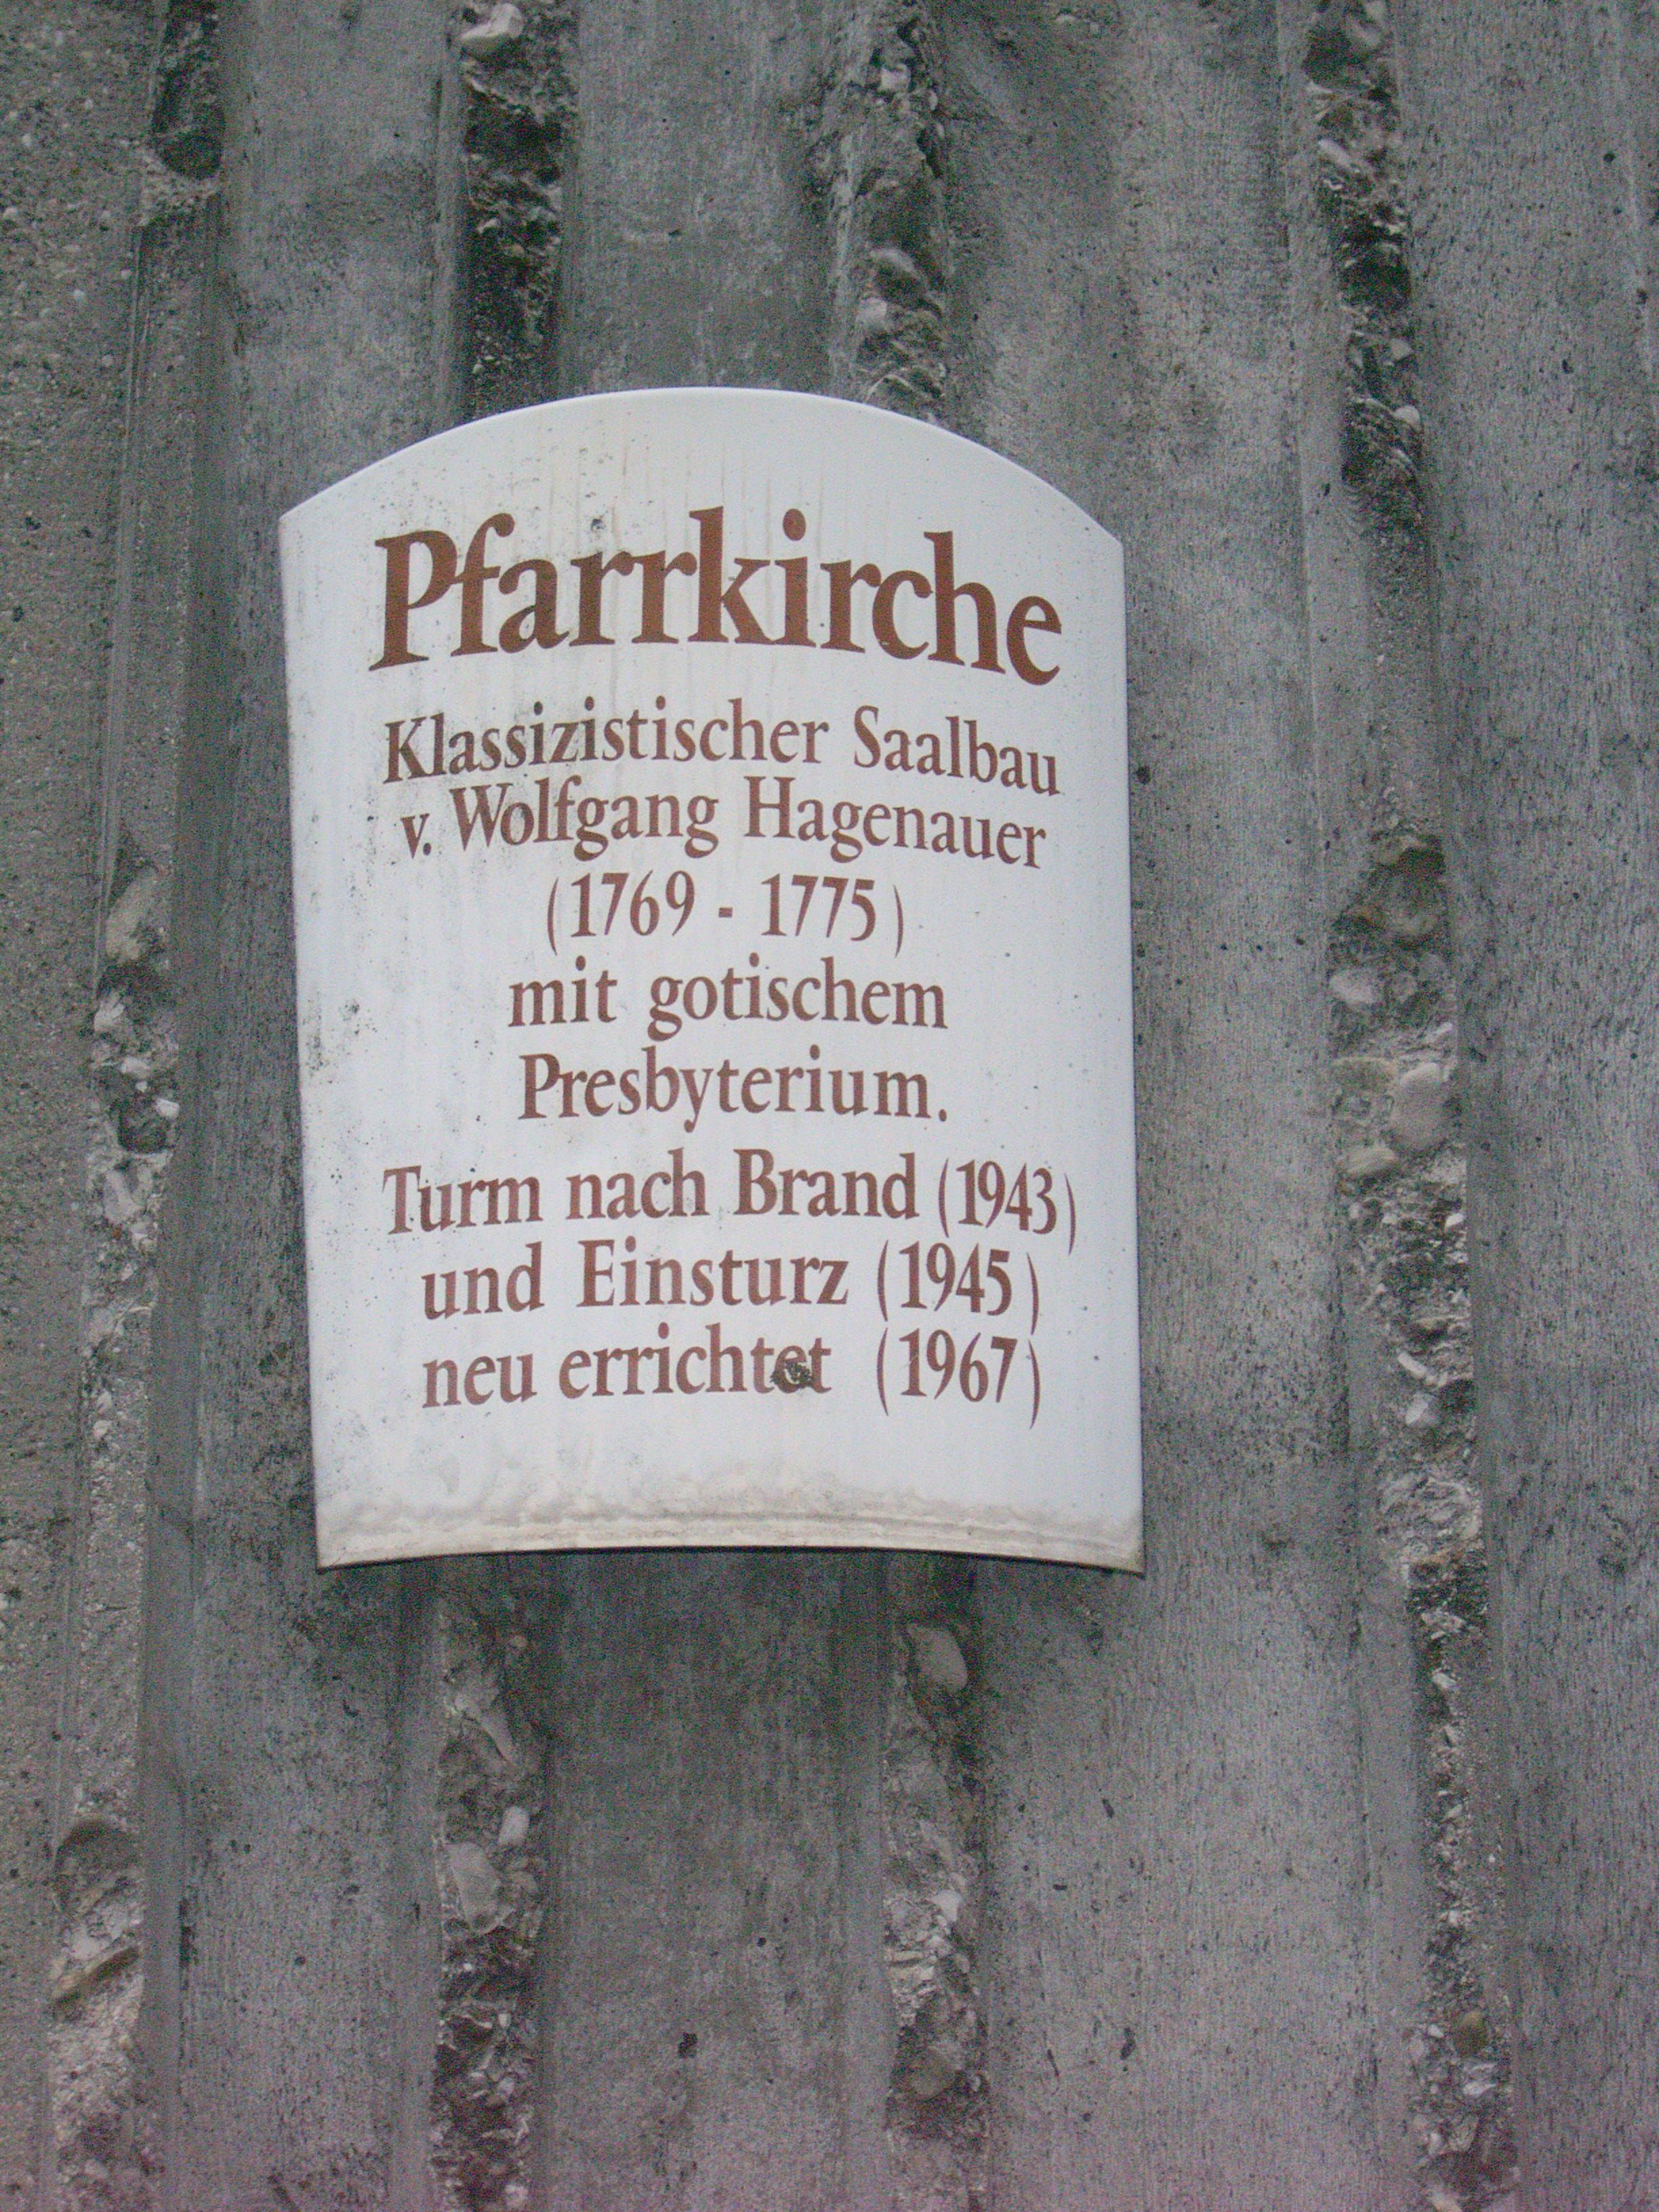 Pfarrkirche
Klassizistischer Saalbau
v. Wolfgang Hagenauer
(1769 - 1775)
mit gotischem
Presbyterium.
Turm nach Brand (1943)
und Einsturz (1945)
neu errichtet (1967)